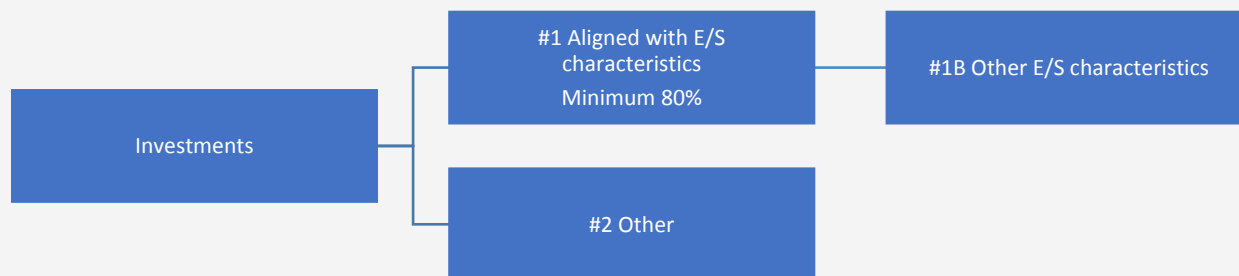 #1 Aligned with E/S
characteristics
Minimum 80%
#1B Other E/S characteristics
Investments
#2 Other